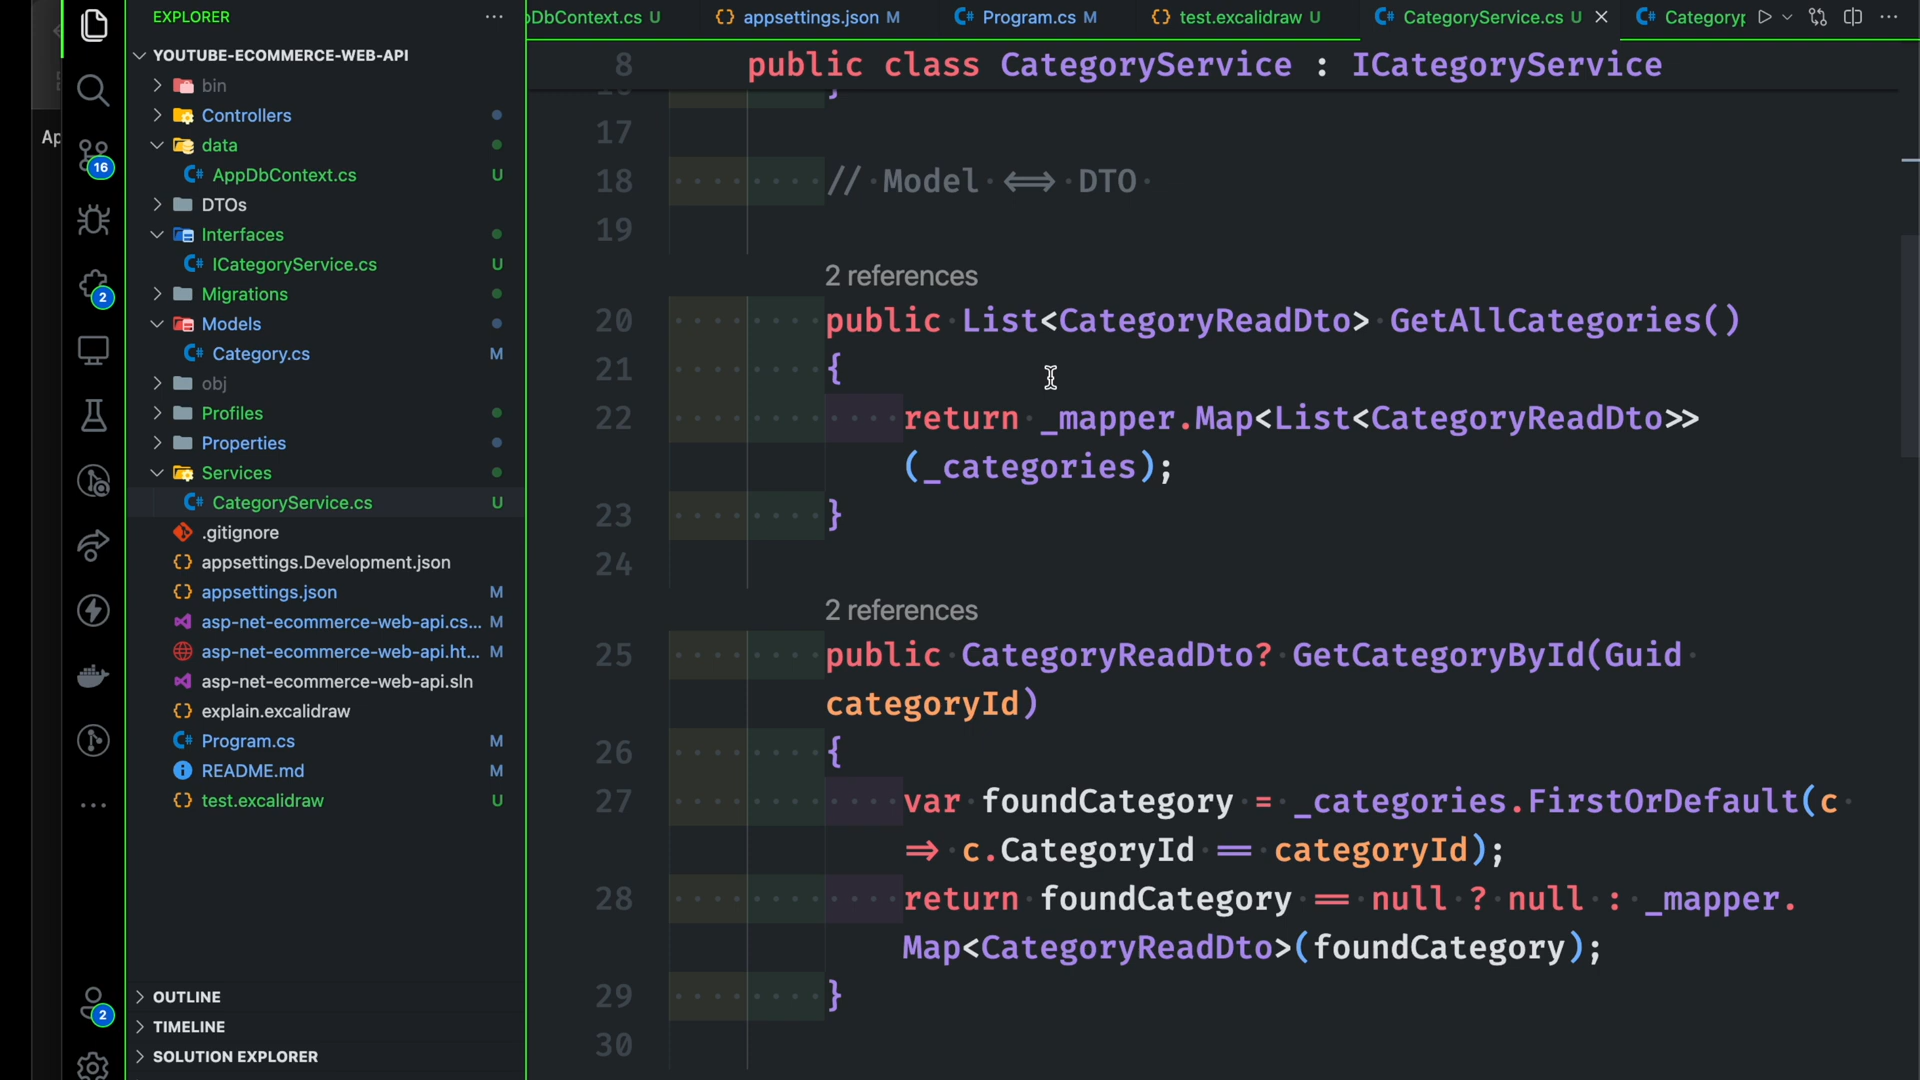 EXPLORER
YOUTUBE-ECOMMERCE-WEB-API
bin
Controllers
data
AppDbContext.cs U
DTOs
Interfaces
ICategoryService.cs U
Migrations
Models
Category.cs M
obj
Profiles
Properties
Services
CategoryService.cs U
.gitignore
appsettings.Development.json
appsettings.json M
asp-net-ecommerce-web-api.cs... M
asp-net-ecommerce-web-api.ht... M
asp-net-ecommerce-web-api.sln
explain.excalidraw
Program.cs M
README.md M
test.excalidraw U
OUTLINE
TIMELINE
SOLUTION EXPLORER
16
2
2
Ap
DbContext.cs U appsettings.json M Program.cs M test.excalidraw U CategoryService.cs U Category
8 public class CategoryService : ICategoryService
16 }
17
18 // Model <=> DTO
19
2 references
20 public List<CategoryReadDto> GetAllCategories()
21 {
22 return _mapper.Map<List<CategoryReadDto>>
(_categories);
23 }
24
2 references
25 public CategoryReadDto? GetCategoryById(Guid
categoryId)
26 {
27 var foundCategory = _categories.FirstOrDefault(c
=> c.CategoryId == categoryId);
28 return foundCategory == null ? null : _mapper.
Map<CategoryReadDto>(foundCategory);
29 }
30